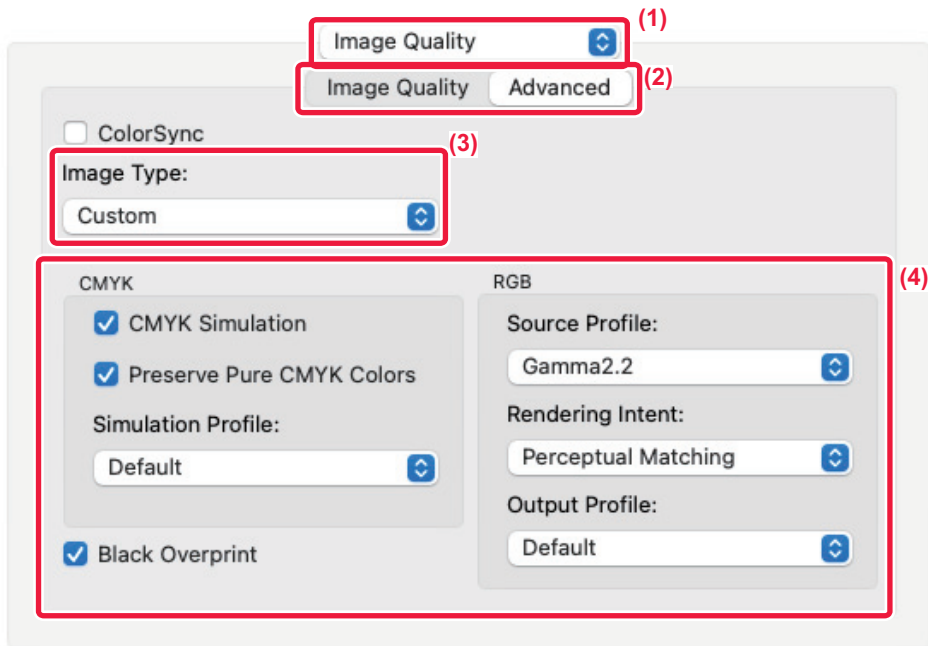 (1)
Image Quality
(2)
Image Quality Advanced
ColorSync
(3)
Image Type:
Custom
(4)
CMYK
CMYK Simulation
Preserve Pure CMYK Colors
Simulation Profile:
Default
Black Overprint
RGB
Source Profile:
Gamma2.2
Rendering Intent:
Perceptual Matching
Output Profile:
Default